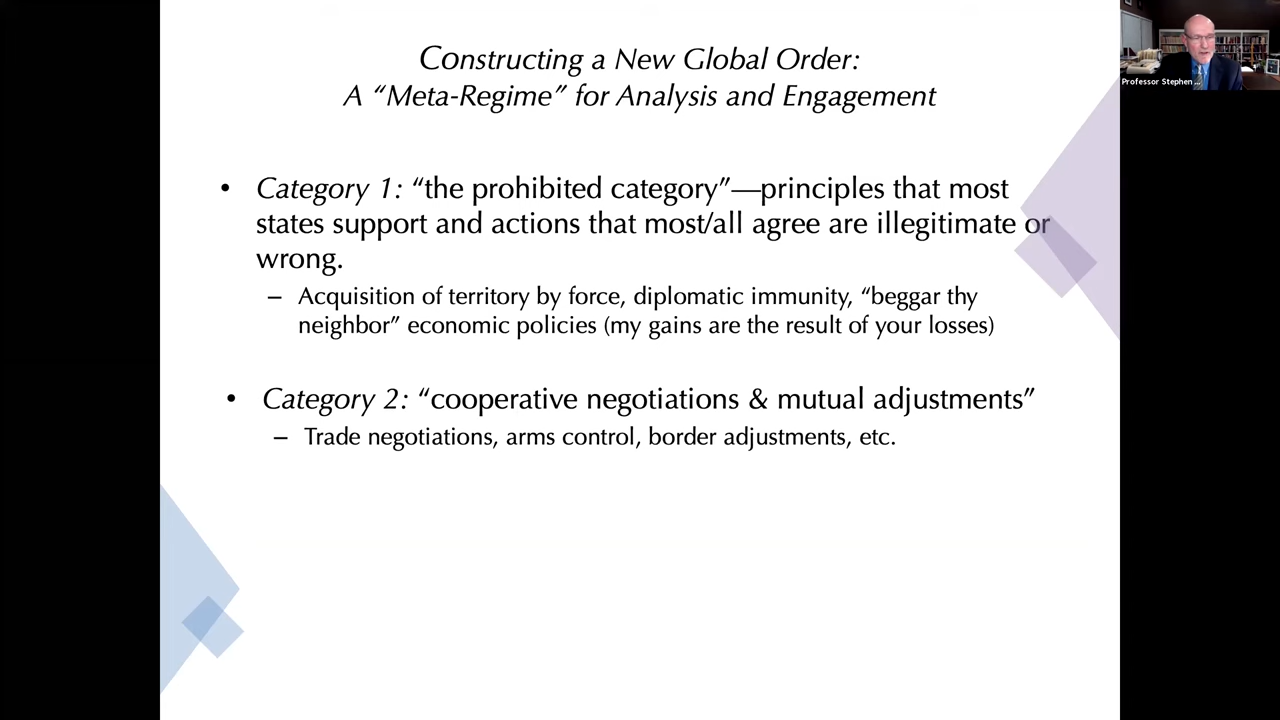 Constructing a New Global Order:
A “Meta-Regime” for Analysis and Engagement
• Category 1: “the prohibited category”—principles that most
states support and actions that most/all agree are illegitimate or
wrong.
– Acquisition of territory by force, diplomatic immunity, “beggar thy
neighbor” economic policies (my gains are the result of your losses)
• Category 2: “cooperative negotiations & mutual adjustments”
– Trade negotiations, arms control, border adjustments, etc.
Professor Stephen ...